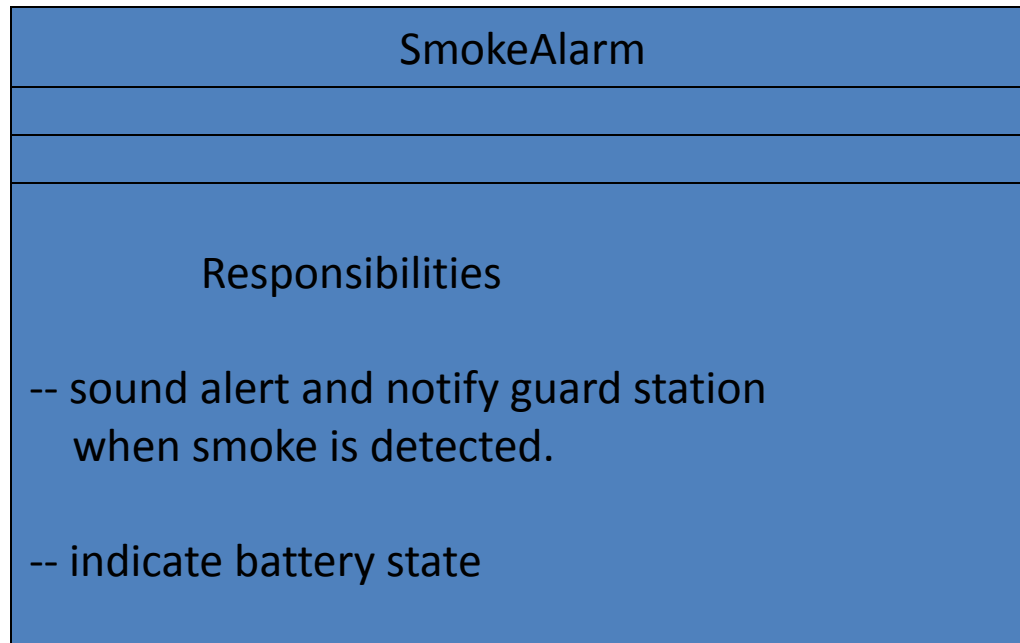 SmokeAlarm
Responsibilities
-- sound alert and notify guard station
when smoke is detected.
-- indicate battery state